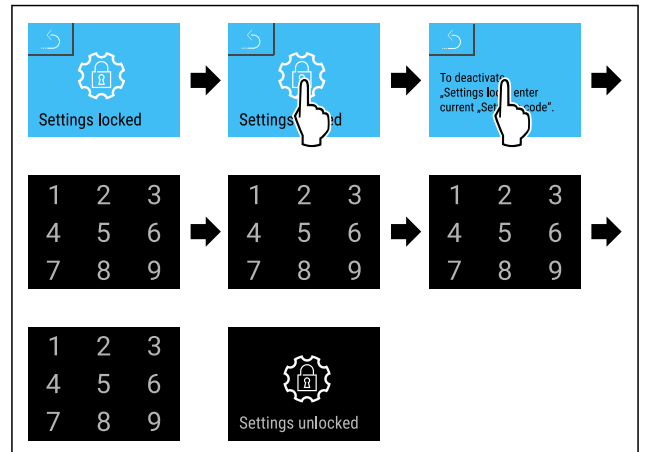 Settings locked
Settings
ed
To deactivate
„Settings lo
enter
current „Set
code".
1 2 3
4 5 6
7 8 9
1 2 3
4 5 6
7 8 9
1 2 3
4 5 6
7 8 9
1 2 3
4 5 6
7 8 9
Settings unlocked